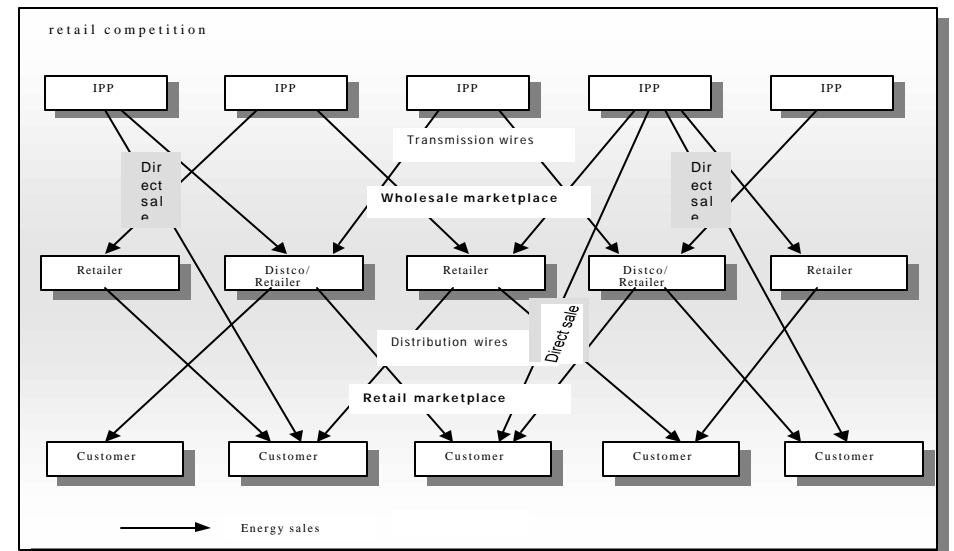 retail competition
IPP
IPP
IPP
IPP
IPP
Transmission wires
Dir
ect
sal
e
Dir
ect
sal
e
Wholesale marketplace
Retailer
Distco/
Retailer
Retailer
Distco/
Retailer
Retailer
Direct sale
Distribution wires
Retail marketplace
Customer
Customer
Customer
Customer
Customer
Energy sales